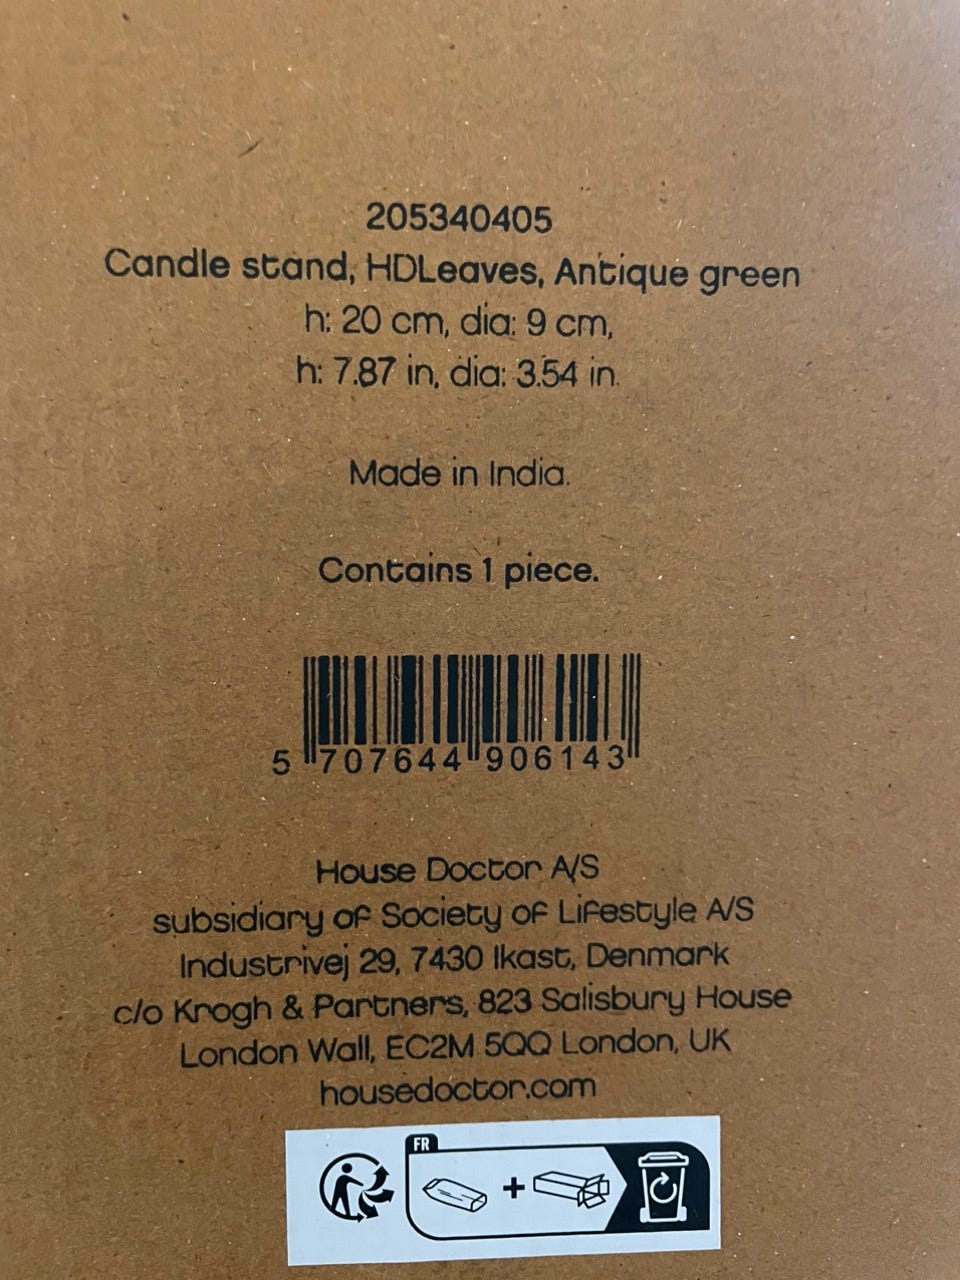 205340405
Candle stand, HDLeaves, Antique green
h: 20 cm, dia: 9 cm,
h: 7.87 in, dia: 3.54 in.
Made in India.
Contains 1 piece.
5 707644 906143
House Doctor A/S
subsidiary of Society of Lifestyle A/S
Industrivej 29, 7430 Ikast, Denmark
c/o Krogh & Partners, 823 Salisbury House
London Wall, EC2M 5QQ London, UK
housedoctor.com
FR
+